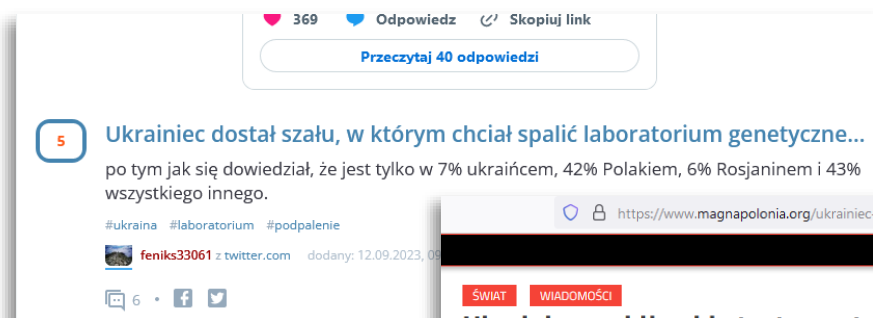 369 Odpowiedz Skopiuj link
Przeczytaj 40 odpowiedzi
5
Ukrainiec dostał szału, w którym chciał spalić laboratorium genetyczne...
po tym jak się dowiedział, że jest tylko w 7% ukraińcem, 42% Polakiem, 6% Rosjaninem i 43%
wszystkiego innego.
#ukraina #laboratorium #podpalenie
feniks33061 z twitter.com dodany: 12.09.2023,
6
https://www.magnapolonia.org/ukrainiec-
ŚWIAT WIADOMOŚCI